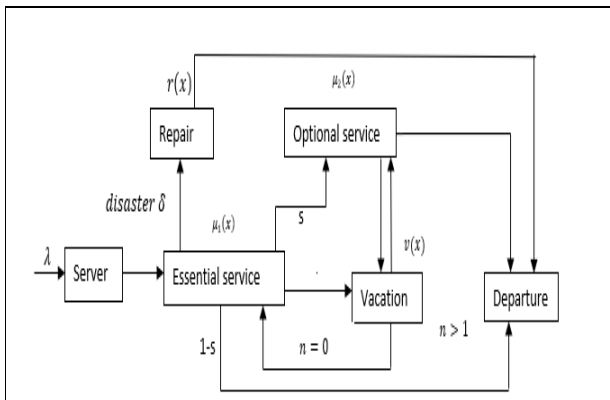 r(x)
μ₂(x)
Repair
Optional service
disaster δ
μ₁(x)
s
v(x)
λ
Server
Essential service
Vacation
Departure
1-s
n = 0
n > 1